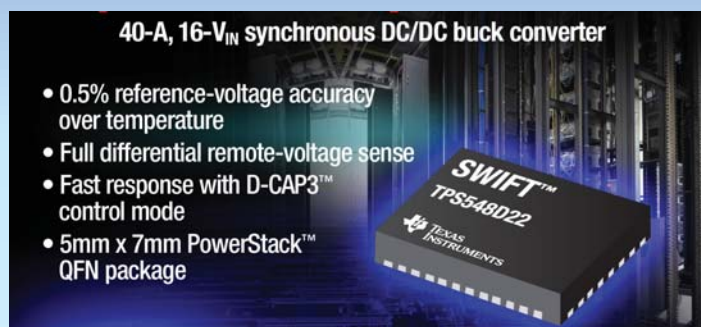 40-A, 16-VIN synchronous DC/DC buck converter
• 0.5% reference-voltage accuracy
over temperature
• Full differential remote-voltage sense
• Fast response with D-CAP3™
control mode
• 5mm x 7mm PowerStack™
QFN package
SWIFT™
TPS548D22
TEXAS
INSTRUMENTS